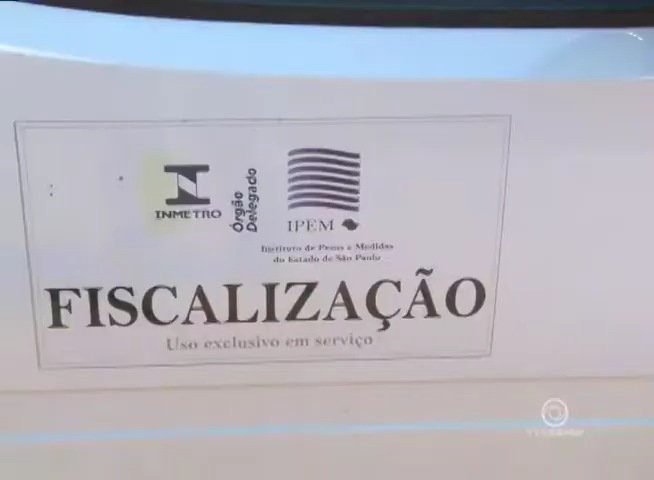 INMETRO
Órgão
Delegado
IPEM
Instituto de Pesos e Medidas
do Estado de São Paulo
FISCALIZAÇÃO
Uso exclusivo em serviço